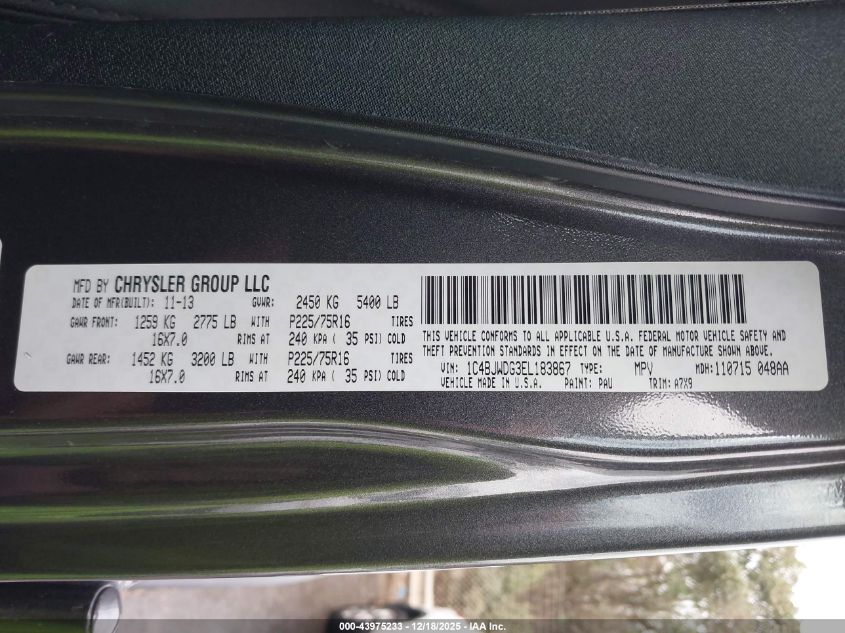 MFD BY CHRYSLER GROUP LLC
DATE OF MFR(BUILT): 11-13 GVWR: 2450 KG 5400 LB
GAWR FRONT: 1259 KG 2775 LB WITH P225/75R16 TIRES
16X7.0 RIMS AT 240 KPA ( 35 PSI) COLD
GAWR REAR: 1452 KG 3200 LB WITH P225/75R16 TIRES
16X7.0 RIMS AT 240 KPA ( 35 PSI) COLD
THIS VEHICLE CONFORMS TO ALL APPLICABLE U.S.A. FEDERAL MOTOR VEHICLE SAFETY AND
THEFT PREVENTION STANDARDS IN EFFECT ON THE DATE OF MANUFACTURE SHOWN ABOVE.
VIN: 1C4BJWDG3EL183867 TYPE: MPV MDH: 110715 048AA
VEHICLE MADE IN U.S.A. PAINT: PAU TRIM: A7X9
000-43975233 - 12/18/2025 - IAA Inc.